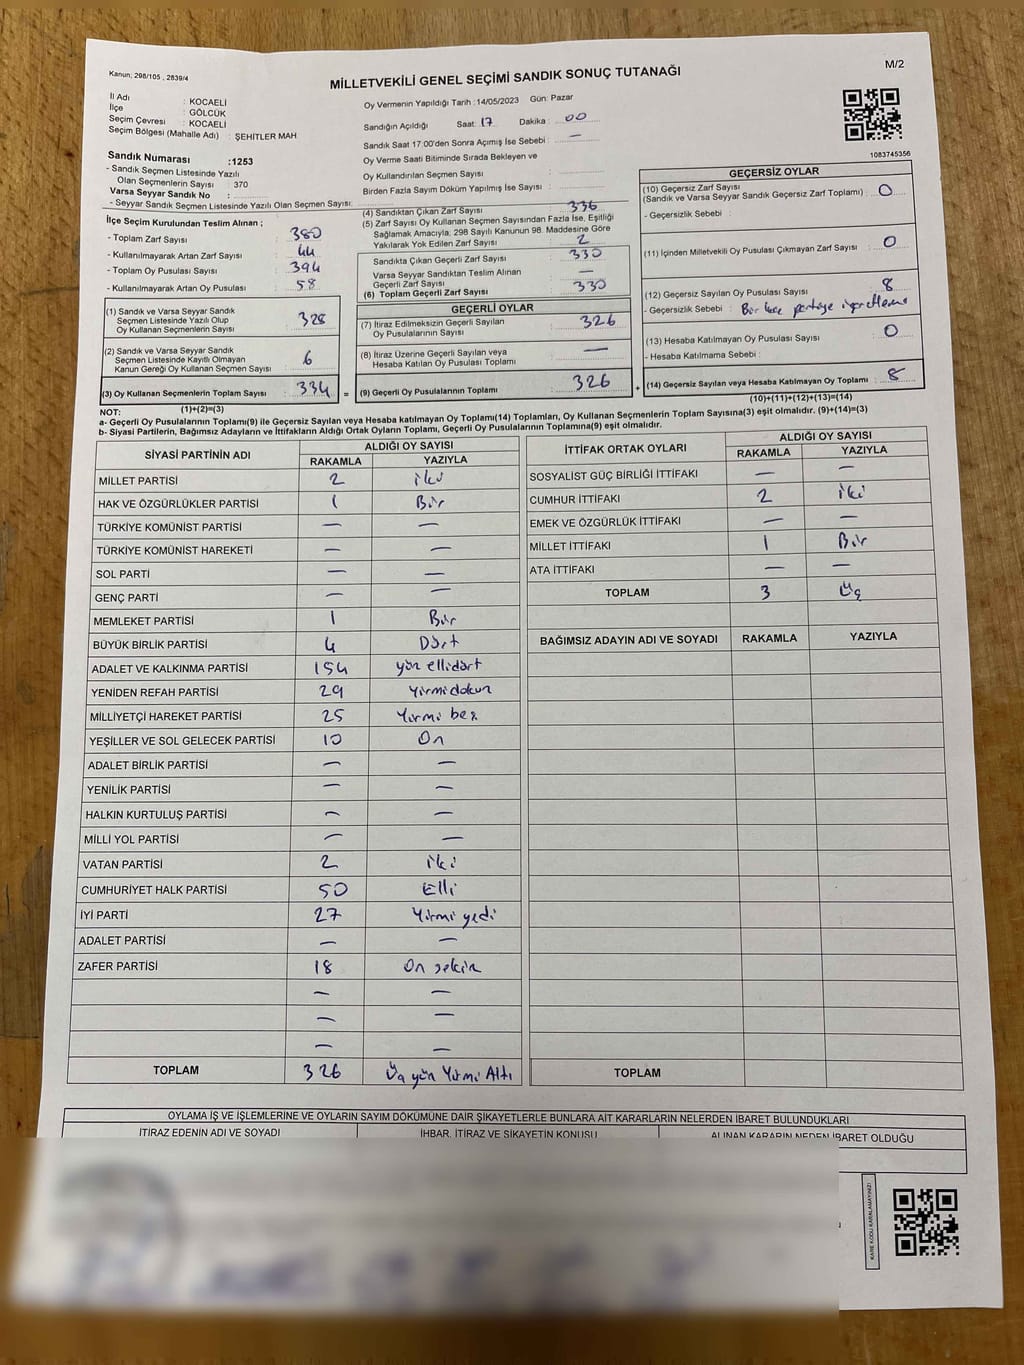 Kanun; 298/105 , 2839/4
MİLLETVEKİLİ GENEL SEÇİMİ SANDIK SONUÇ TUTANAĞI
M/2
İl Adı : KOCAELİ
İlçe : GÖLCÜK
Seçim Çevresi : KOCAELİ
Seçim Bölgesi (Mahalle Adı) : ŞEHİTLER MAH
Sandık Numarası :1253
- Sandık Seçmen Listesinde Yazılı
Olan Seçmenlerin Sayısı : 370
Varsa Seyyar Sandık No :
- Seyyar Sandık Seçmen Listesinde Yazılı Olan Seçmen Sayısı:
Oy Vermenin Yapıldığı Tarih :14/05/2023 Gün: Pazar
Sandığın Açıldığı Saat: 17 Dakika : 00
Sandık Saat 17.00'den Sonra Açımış İse Sebebi : —
Oy Verme Saati Bitiminde Sırada Bekleyen ve
Oy Kullandırılan Seçmen Sayısı :
Birden Fazla Sayım Döküm Yapılmış İse Sayısı :
1083745356
İlçe Seçim Kurulundan Teslim Alınan ;
- Toplam Zarf Sayısı : 380
- Kullanılmayarak Artan Zarf Sayısı : 44
- Toplam Oy Pusulası Sayısı : 394
- Kullanılmayarak Artan Oy Pusulası : 58
(1) Sandık ve Varsa Seyyar Sandık
Seçmen Listesinde Yazılı Olup
Oy Kullanan Seçmenlerin Sayısı : 328
(2) Sandık ve Varsa Seyyar Sandık
Seçmen Listesinde Kayıtlı Olmayan
Kanun Gereği Oy Kullanan Seçmen Sayısı : 6
(3) Oy Kullanan Seçmenlerin Toplam Sayısı : 334 =
(1)+(2)=(3)
(4) Sandıktan Çıkan Zarf Sayısı : 336
(5) Zarf Sayısı Oy Kullanan Seçmen Sayısından Fazla İse, Eşitliği
Sağlamak Amacıyla, 298 Sayılı Kanunun 98. Maddesine Göre
Yakılarak Yok Edilen Zarf Sayısı : 2
Sandıkta Çıkan Geçerli Zarf Sayısı : 330
Varsa Seyyar Sandıktan Teslim Alınan
Geçerli Zarf Sayısı : —
(6) Toplam Geçerli Zarf Sayısı : 330
GEÇERLİ OYLAR
(7) İtiraz Edilmeksizin Geçerli Sayılan
Oy Pusulalarının Sayısı : 326
(8) İtiraz Üzerine Geçerli Sayılan veya
Hesaba Katılan Oy Pusulası Toplamı : —
(9) Geçerli Oy Pusulalarının Toplamı : 326 +
GEÇERSİZ OYLAR
(10) Geçersiz Zarf Sayısı
(Sandık ve Varsa Seyyar Sandık Geçersiz Zarf Toplamı) : 0
- Geçersizlik Sebebi :
(11) İçinden Milletvekili Oy Pusulası Çıkmayan Zarf Sayısı : 0
(12) Geçersiz Sayılan Oy Pusulası Sayısı : 8
- Geçersizlik Sebebi : Bir kaç partiye işaretleme
(13) Hesaba Katılmayan Oy Pusulası Sayısı : 0
- Hesaba Katılmama Sebebi :
(14) Geçersiz Sayılan veya Hesaba Katılmayan Oy Toplamı : 8
(10)+(11)+(12)+(13)=(14)
NOT:
a- Geçerli Oy Pusulalarının Toplamı(9) ile Geçersiz Sayılan veya Hesaba katılmayan Oy Toplamı(14) Toplamları, Oy Kullanan Seçmenlerin Toplam Sayısına(3) eşit olmalıdır. (9)+(14)=(3)
b- Siyasi Partilerin, Bağımsız Adayların ve İttifakların Aldığı Ortak Oyların Toplamı, Geçerli Oy Pusulalarının Toplamına(9) eşit olmalıdır.
SİYASİ PARTİNİN ADI ALDIĞI OY SAYISI
RAKAMLA YAZIYLA
MİLLET PARTİSİ 2 iki
HAK VE ÖZGÜRLÜKLER PARTİSİ 1 Bir
TÜRKİYE KOMÜNİST PARTİSİ — —
TÜRKİYE KOMÜNİST HAREKETİ — —
SOL PARTİ — —
GENÇ PARTİ — —
MEMLEKET PARTİSİ 1 Bir
BÜYÜK BİRLİK PARTİSİ 4 Dört
ADALET VE KALKINMA PARTİSİ 154 yüz ellidört
YENİDEN REFAH PARTİSİ 29 Yirmidokuz
MİLLİYETÇİ HAREKET PARTİSİ 25 Yirmi beş
YEŞİLLER VE SOL GELECEK PARTİSİ 10 On
ADALET BİRLİK PARTİSİ — —
YENİLİK PARTİSİ — —
HALKIN KURTULUŞ PARTİSİ — —
MİLLİ YOL PARTİSİ — —
VATAN PARTİSİ 2 iki
CUMHURİYET HALK PARTİSİ 50 Elli
İYİ PARTİ 27 Yirmi yedi
ADALET PARTİSİ — —
ZAFER PARTİSİ 18 On sekiz
— —
— —
— —
TOPLAM 326 Üç yüz Yirmi Altı
İTTİFAK ORTAK OYLARI ALDIĞI OY SAYISI
RAKAMLA YAZIYLA
SOSYALİST GÜÇ BİRLİĞİ İTTİFAKI — —
CUMHUR İTTİFAKI 2 iki
EMEK VE ÖZGÜRLÜK İTTİFAKI — —
MİLLET İTTİFAKI 1 Bir
ATA İTTİFAKI — —
TOPLAM 3 Üç
BAĞIMSIZ ADAYIN ADI VE SOYADI RAKAMLA YAZIYLA
TOPLAM
OYLAMA İŞ VE İŞLEMLERİNE VE OYLARIN SAYIM DÖKÜMÜNE DAİR ŞİKAYETLERLE BUNLARA AİT KARARLARIN NELERDEN İBARET BULUNDUKLARI
İTİRAZ EDENİN ADI VE SOYADI İHBAR, İTİRAZ VE ŞİKAYETİN KONUSU ALINAN KARARIN NEDEN İBARET OLDUĞU
KARE KODU KARALAMAYINIZ!